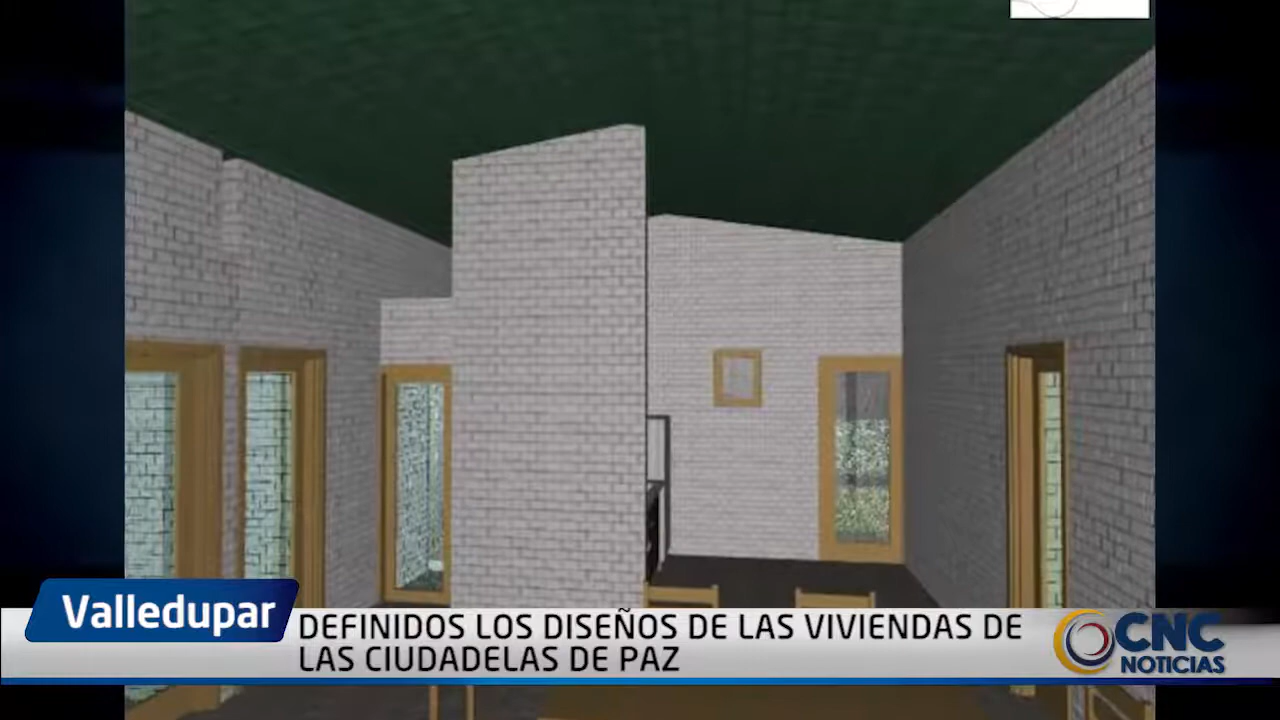 Valledupar
DEFINIDOS LOS DISEÑOS DE LAS VIVIENDAS DE
LAS CIUDADELAS DE PAZ
CNC
NOTICIAS